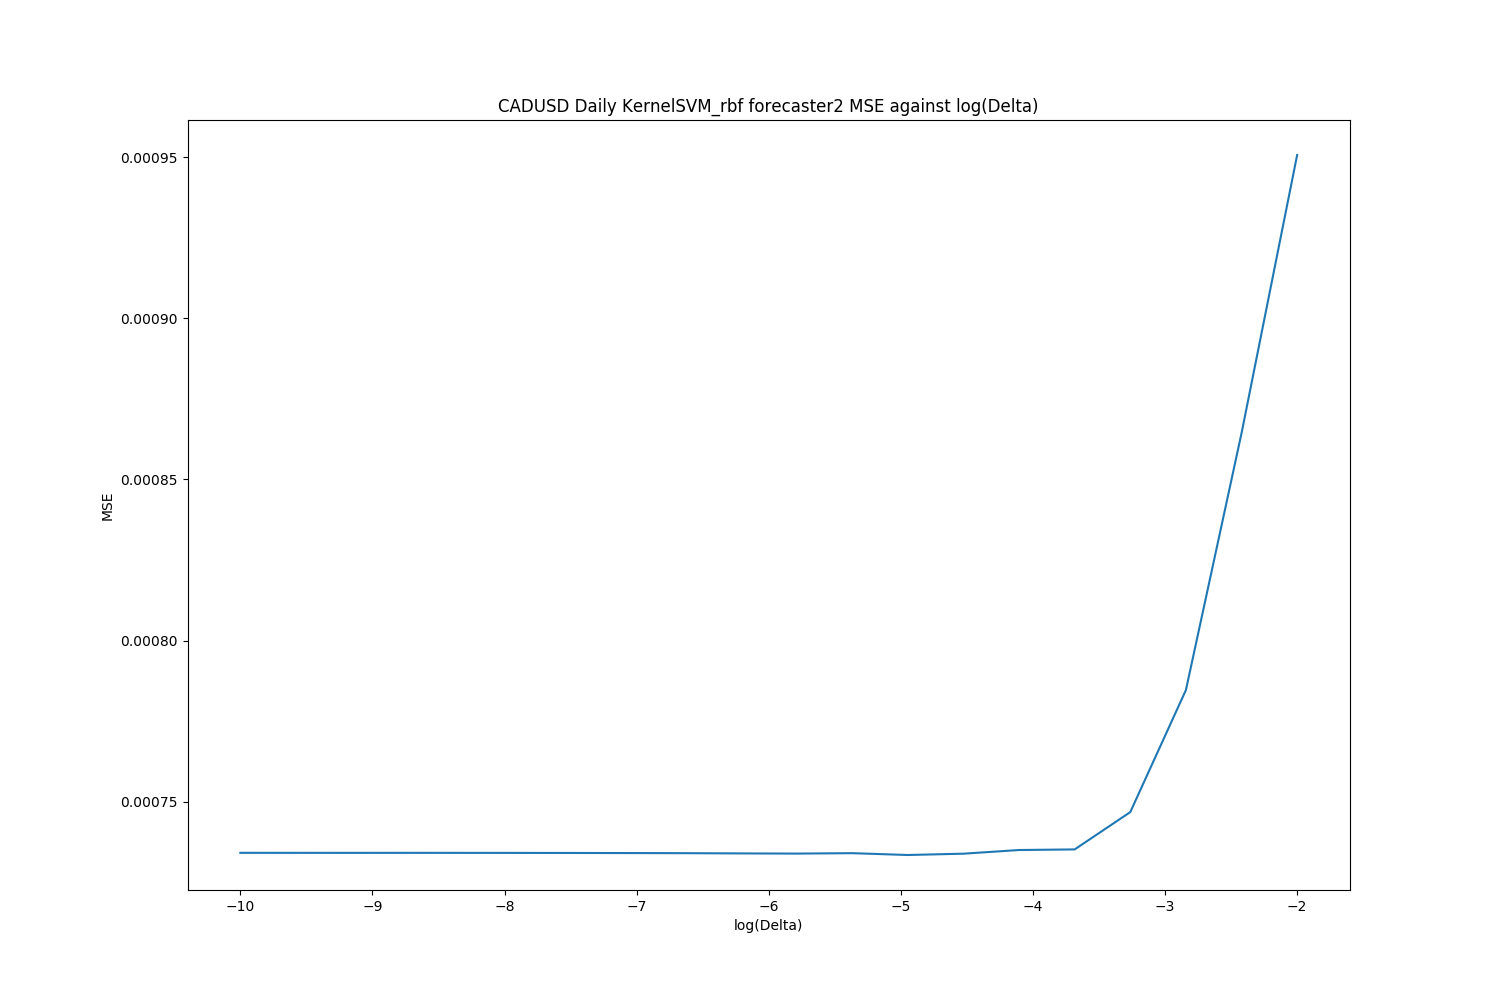 CADUSD Daily KernelSVM_rbf forecaster2 MSE against log(Delta)
0.00095
0.00090
0.00085
MSE
0.00080
0.00075
−10 −9 −8 −7 −6 −5 −4 −3 −2
log(Delta)